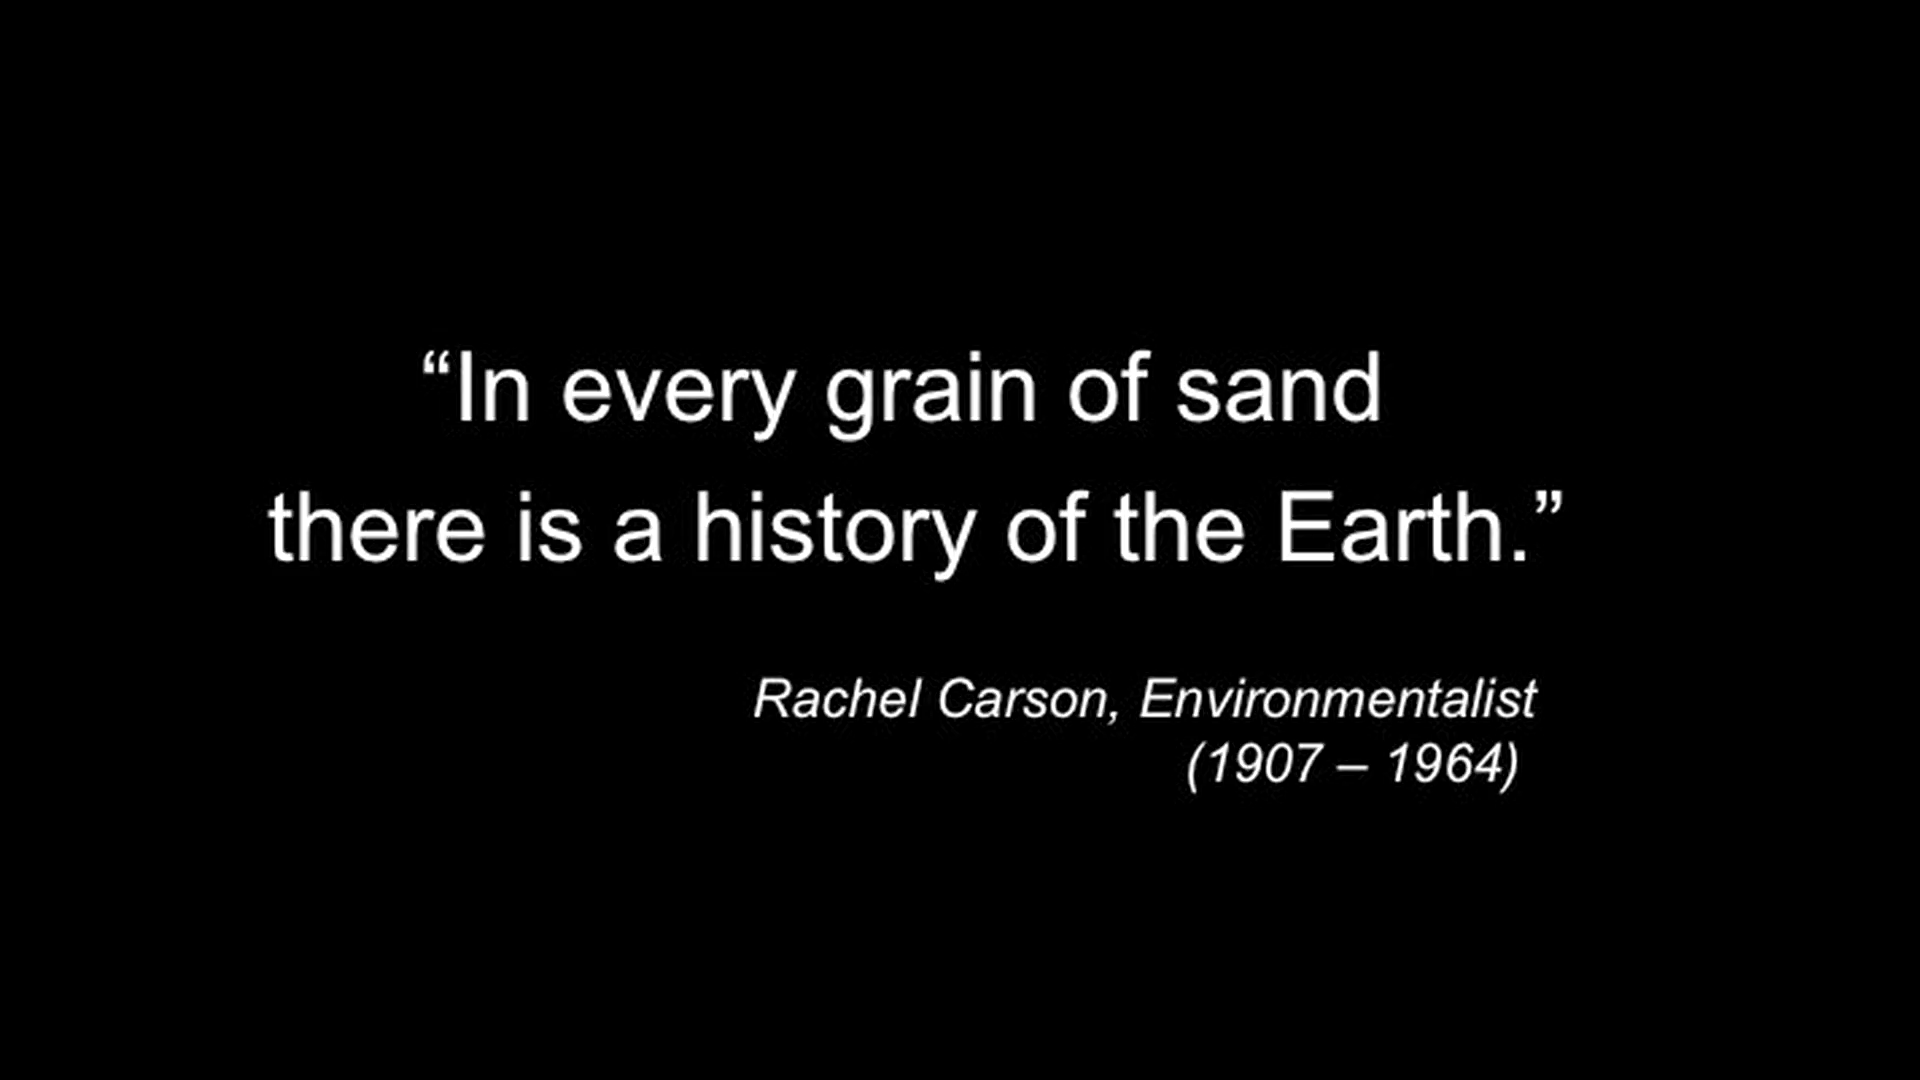 “In every grain of sand
there is a history of the Earth.”
Rachel Carson, Environmentalist
(1907 – 1964)